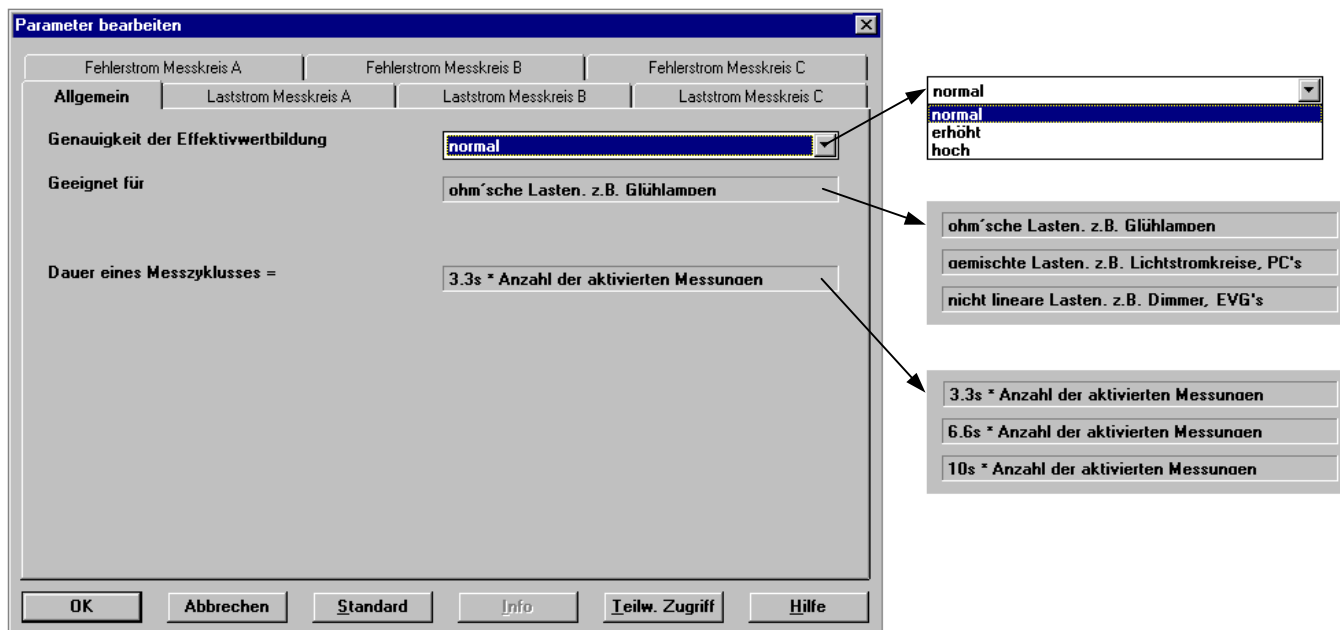 Parameter bearbeiten
Fehlerstrom Messkreis A
Fehlerstrom Messkreis B
Fehlerstrom Messkreis C
Allgemein
Laststrom Messkreis A
Laststrom Messkreis B
Laststrom Messkreis C
Genauigkeit der Effektivwertbildung
normal
Geeignet für
ohm´sche Lasten, z.B. Glühlampen
Dauer eines Messzyklusses =
3.3s * Anzahl der aktivierten Messungen
OK
Abbrechen
Standard
Info
Teilw. Zugriff
Hilfe
normal
normal
erhöht
hoch
ohm´sche Lasten, z.B. Glühlampen
gemischte Lasten, z.B. Lichtstromkreise, PC's
nicht lineare Lasten, z.B. Dimmer, EVG's
3.3s * Anzahl der aktivierten Messungen
6.6s * Anzahl der aktivierten Messungen
10s * Anzahl der aktivierten Messungen